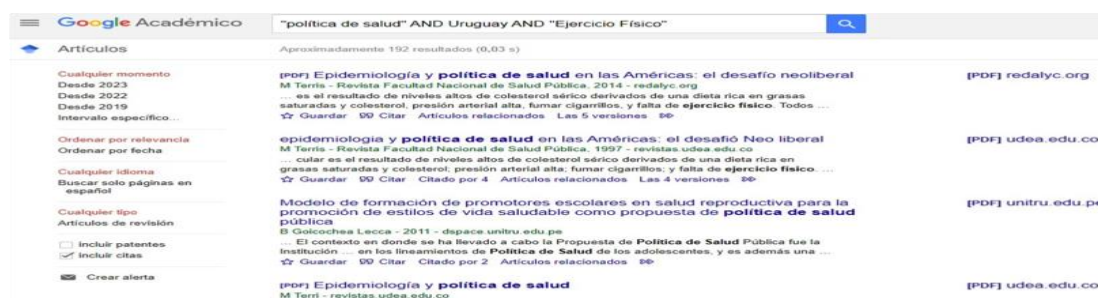 Google Académico
"política de salud" AND Uruguay AND "Ejercicio Físico"
Artículos
Aproximadamente 192 resultados (0,03 s)
Cualquier momento
Desde 2023
Desde 2022
Desde 2019
Intervalo específico...
Ordenar por relevancia
Ordenar por fecha
Cualquier idioma
Buscar solo páginas en
español
Cualquier tipo
Artículos de revisión
incluir patentes
incluir citas
Crear alerta
[PDF] Epidemiología y política de salud en las Américas: el desafío neoliberal
M Terris - Revista Facultad Nacional de Salud Pública, 2014 - redalyc.org
... es el resultado de niveles altos de colesterol sérico derivados de una dieta rica en grasas
saturadas y colesterol, presión arterial alta, fumar cigarrillos, y falta de ejercicio físico. Todos ...
Guardar Citar Artículos relacionados Las 5 versiones
[PDF] redalyc.org
epidemiologia y política de salud en las Américas: el desafió Neo liberal
M Terris - Revista Facultad Nacional de Salud Pública, 1997 - revistas.udea.edu.co
... cular es el resultado de niveles altos de colesterol sérico derivados de una dieta rica en
grasas saturadas y colesterol; presión arterial alta; fumar cigarrillos; y falta de ejercicio físico. ...
Guardar Citar Citado por 4 Artículos relacionados Las 4 versiones
[PDF] udea.edu.co
Modelo de formación de promotores escolares en salud reproductiva para la
promoción de estilos de vida saludable como propuesta de política de salud
pública
B Goicochea Lecca - 2011 - dspace.unitru.edu.pe
... El contexto en donde se ha llevado a cabo la Propuesta de Política de Salud Pública fue la
Institución ... en los lineamientos de Política de Salud de los adolescentes, y es además una ...
Guardar Citar Citado por 2 Artículos relacionados
[PDF] unitru.edu.pe
[PDF] Epidemiología y política de salud
M Terri - revistas.udea.edu.co
[PDF] udea.edu.co